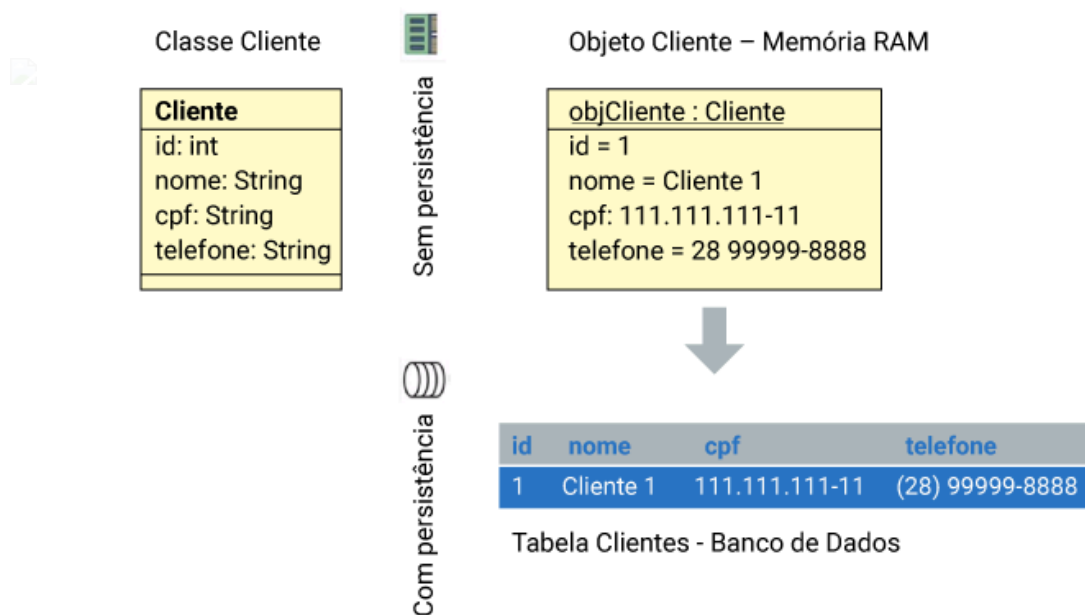 Classe Cliente
Objeto Cliente – Memória RAM
Sem persistência
Cliente
id: int
nome: String
cpf: String
telefone: String
objCliente : Cliente
id = 1
nome = Cliente 1
cpf: 111.111.111-11
telefone = 28 99999-8888
Com persistência
id nome cpf telefone
1 Cliente 1 111.111.111-11 (28) 99999-8888
Tabela Clientes - Banco de Dados